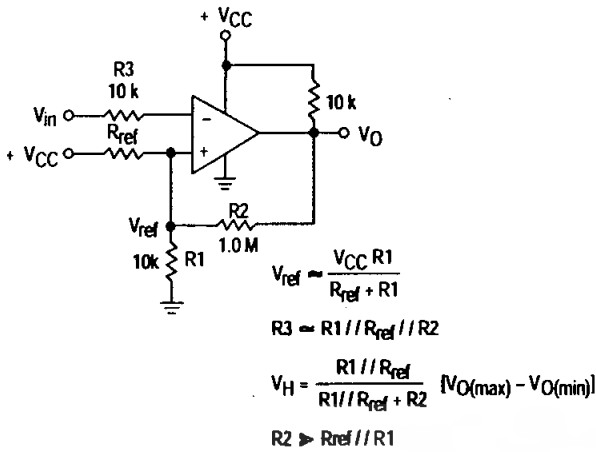 + VCC
R3
10 k
10 k
Vin
−
VO
Rref
+ VCC
+
R2
Vref
1.0 M
10k R1
Vref ≃ VCC R1 / Rref + R1
R3 ≃ R1 // Rref // R2
VH = R1 // Rref / R1 // Rref + R2 [VO(max) – VO(min)]
R2 ➤ Rref // R1